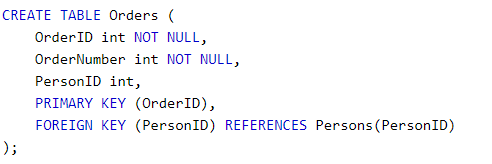 CREATE TABLE Orders (
    OrderID int NOT NULL,
    OrderNumber int NOT NULL,
    PersonID int,
    PRIMARY KEY (OrderID),
    FOREIGN KEY (PersonID) REFERENCES Persons(PersonID)
);